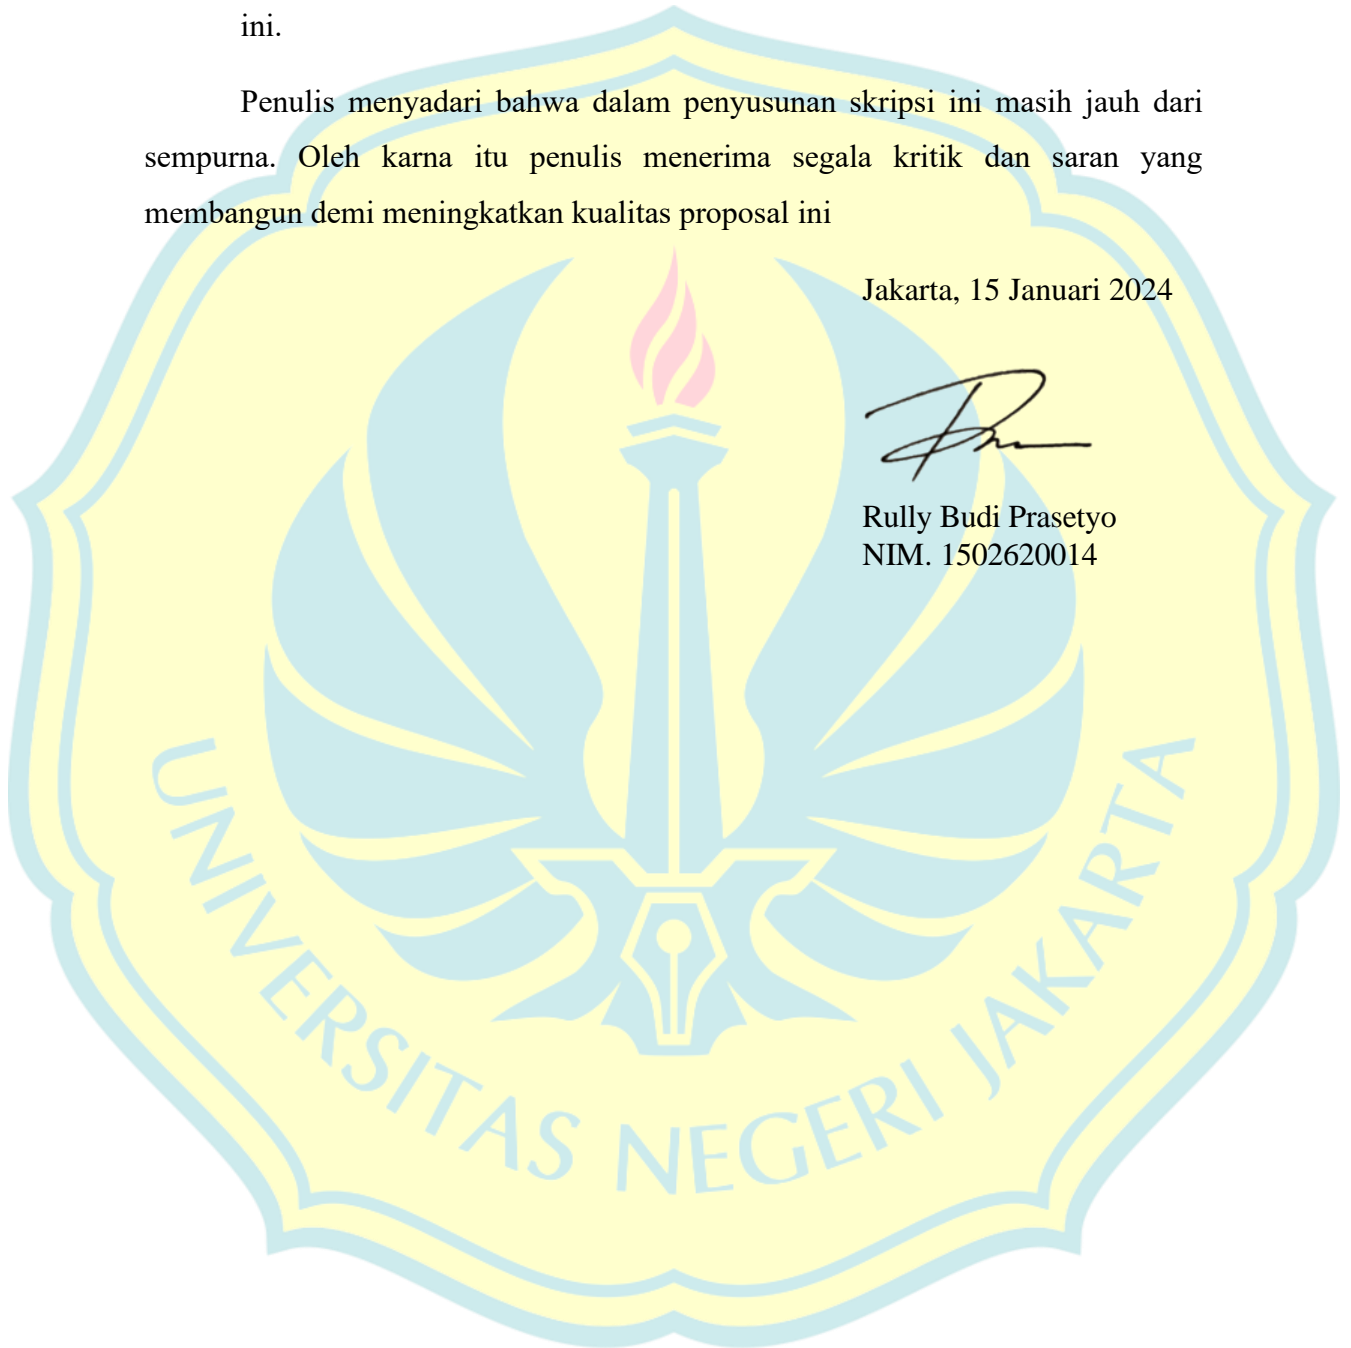 ini.
Penulis menyadari bahwa dalam penyusunan skripsi ini masih jauh dari
sempurna. Oleh karna itu penulis menerima segala kritik dan saran yang
membangun demi meningkatkan kualitas proposal ini
Jakarta, 15 Januari 2024
Rully Budi Prasetyo
NIM. 1502620014
UNIVERSITAS NEGERI JAKARTA